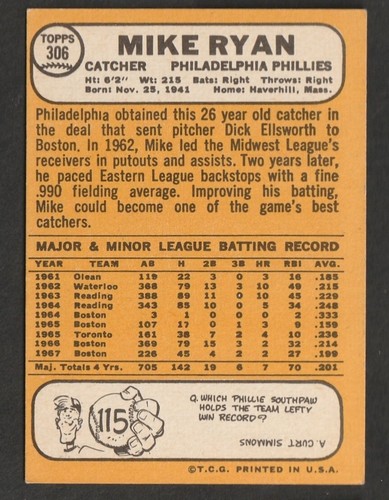 TOPPS
306
MIKE RYAN
CATCHER PHILADELPHIA PHILLIES
Ht: 6'2" Wt: 215 Bats: Right Throws: Right
Born: Nov. 25, 1941 Home: Haverhill, Mass.
Philadelphia obtained this 26 year old catcher in
the deal that sent pitcher Dick Ellsworth to
Boston. In 1962, Mike led the Midwest League's
receivers in putouts and assists. Two years later,
he paced Eastern League backstops with a fine
.990 fielding average. Improving his batting,
Mike could become one of the game's best
catchers.
MAJOR & MINOR LEAGUE BATTING RECORD
YEAR TEAM AB H 2B 3B HR RBI AVG.
1961 Olean 119 22 3 0 3 16 .185
1962 Waterloo 368 79 13 3 10 49 .215
1963 Reading 388 89 11 0 10 45 .229
1964 Reading 343 85 10 0 5 34 .248
1964 Boston 3 1 0 0 0 2 .333
1965 Boston 107 17 0 1 3 9 .159
1965 Toronto 161 38 7 2 4 16 .236
1966 Boston 369 79 15 3 2 32 .214
1967 Boston 226 45 4 2 2 27 .199
Maj. Totals 4 Yrs. 705 142 19 6 7 70 .201
115
Q. WHICH PHILLIE SOUTHPAW
HOLDS THE TEAM LEFTY
WIN RECORD?
A CURT SIMMONS
©T.C.G. PRINTED IN U.S.A.